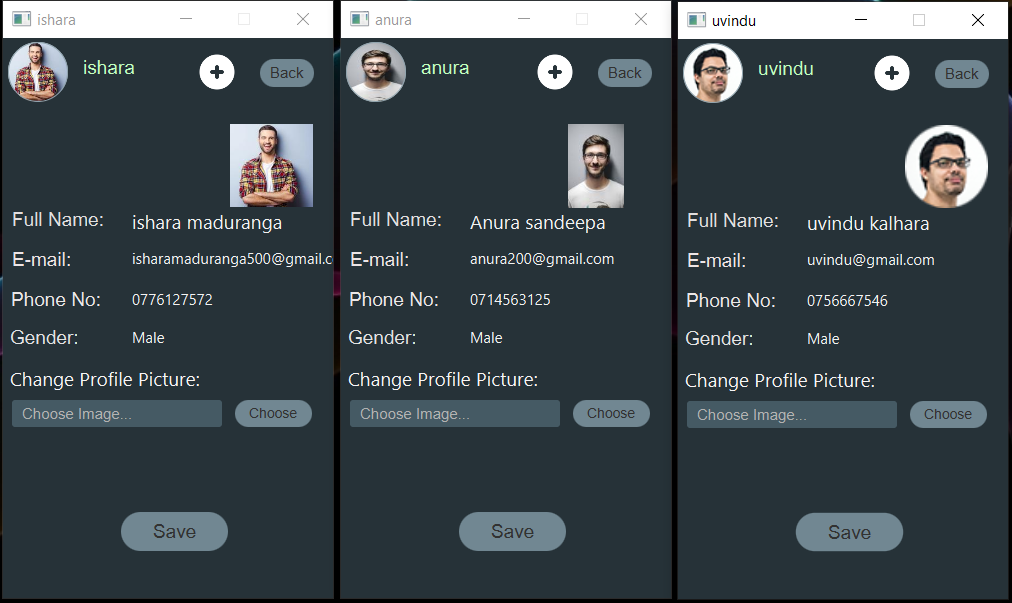 ishara
ishara
Back
Full Name: ishara maduranga
E-mail: isharamaduranga500@gmail.c
Phone No: 0776127572
Gender: Male
Change Profile Picture:
Choose Image... Choose
Save
anura
anura
Back
Full Name: Anura sandeepa
E-mail: anura200@gmail.com
Phone No: 0714563125
Gender: Male
Change Profile Picture:
Choose Image... Choose
Save
uvindu
uvindu
Back
Full Name: uvindu kalhara
E-mail: uvindu@gmail.com
Phone No: 0756667546
Gender: Male
Change Profile Picture:
Choose Image... Choose
Save